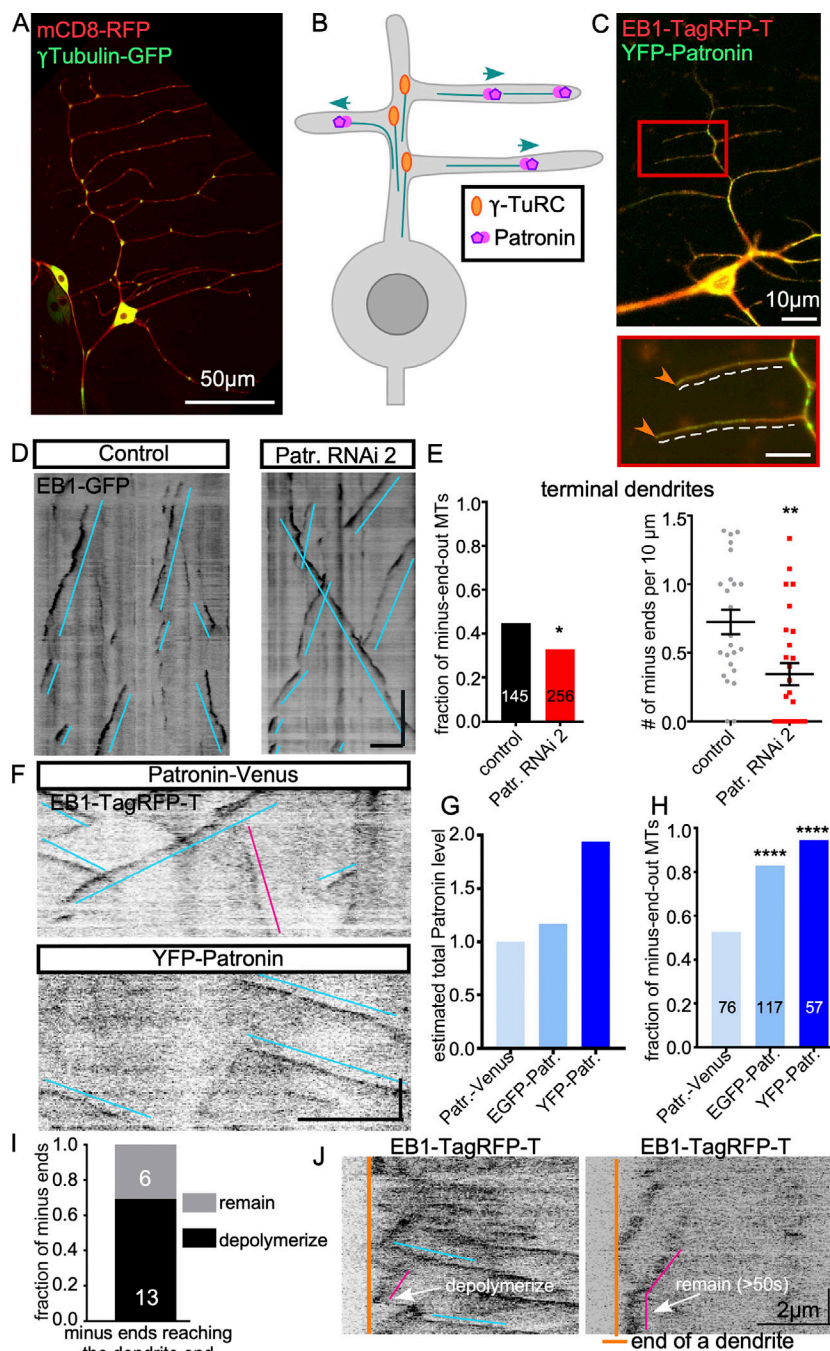 A
mCD8-RFP
γTubulin-GFP
50μm
B
γ-TuRC
Patronin
C
EB1-TagRFP-T
YFP-Patronin
10μm
D
Control
Patr. RNAi 2
EB1-GFP
E
terminal dendrites
fraction of minus-end-out MTs
1.0
0.8
0.6
0.4
0.2
0.0
145
256
*
control
Patr. RNAi 2
# of minus ends per 10 μm
1.5
1.0
0.5
0.0
**
control
Patr. RNAi 2
F
Patronin-Venus
EB1-TagRFP-T
YFP-Patronin
G
estimated total Patronin level
2.0
1.5
1.0
0.5
0.0
Patr.-Venus
EGFP-Patr.
YFP-Patr.
H
fraction of minus-end-out MTs
1.0
0.8
0.6
0.4
0.2
0.0
76
117
57
****
****
Patr.-Venus
EGFP-Patr.
YFP-Patr.
I
fraction of minus ends
1.0
0.8
0.6
0.4
0.2
0.0
6
13
remain
depolymerize
minus ends reaching
the dendrite end
J
EB1-TagRFP-T
EB1-TagRFP-T
depolymerize
remain (>50s)
2μm
end of a dendrite